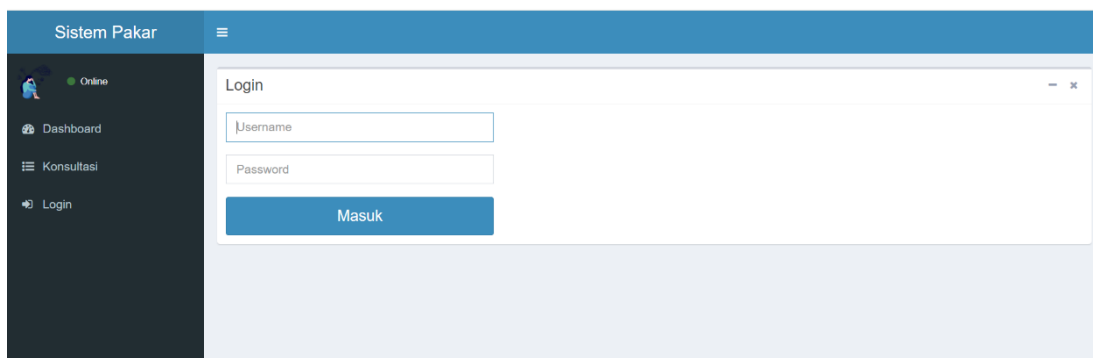 Sistem Pakar
Online
Dashboard
Konsultasi
Login
Login
Username
Password
Masuk